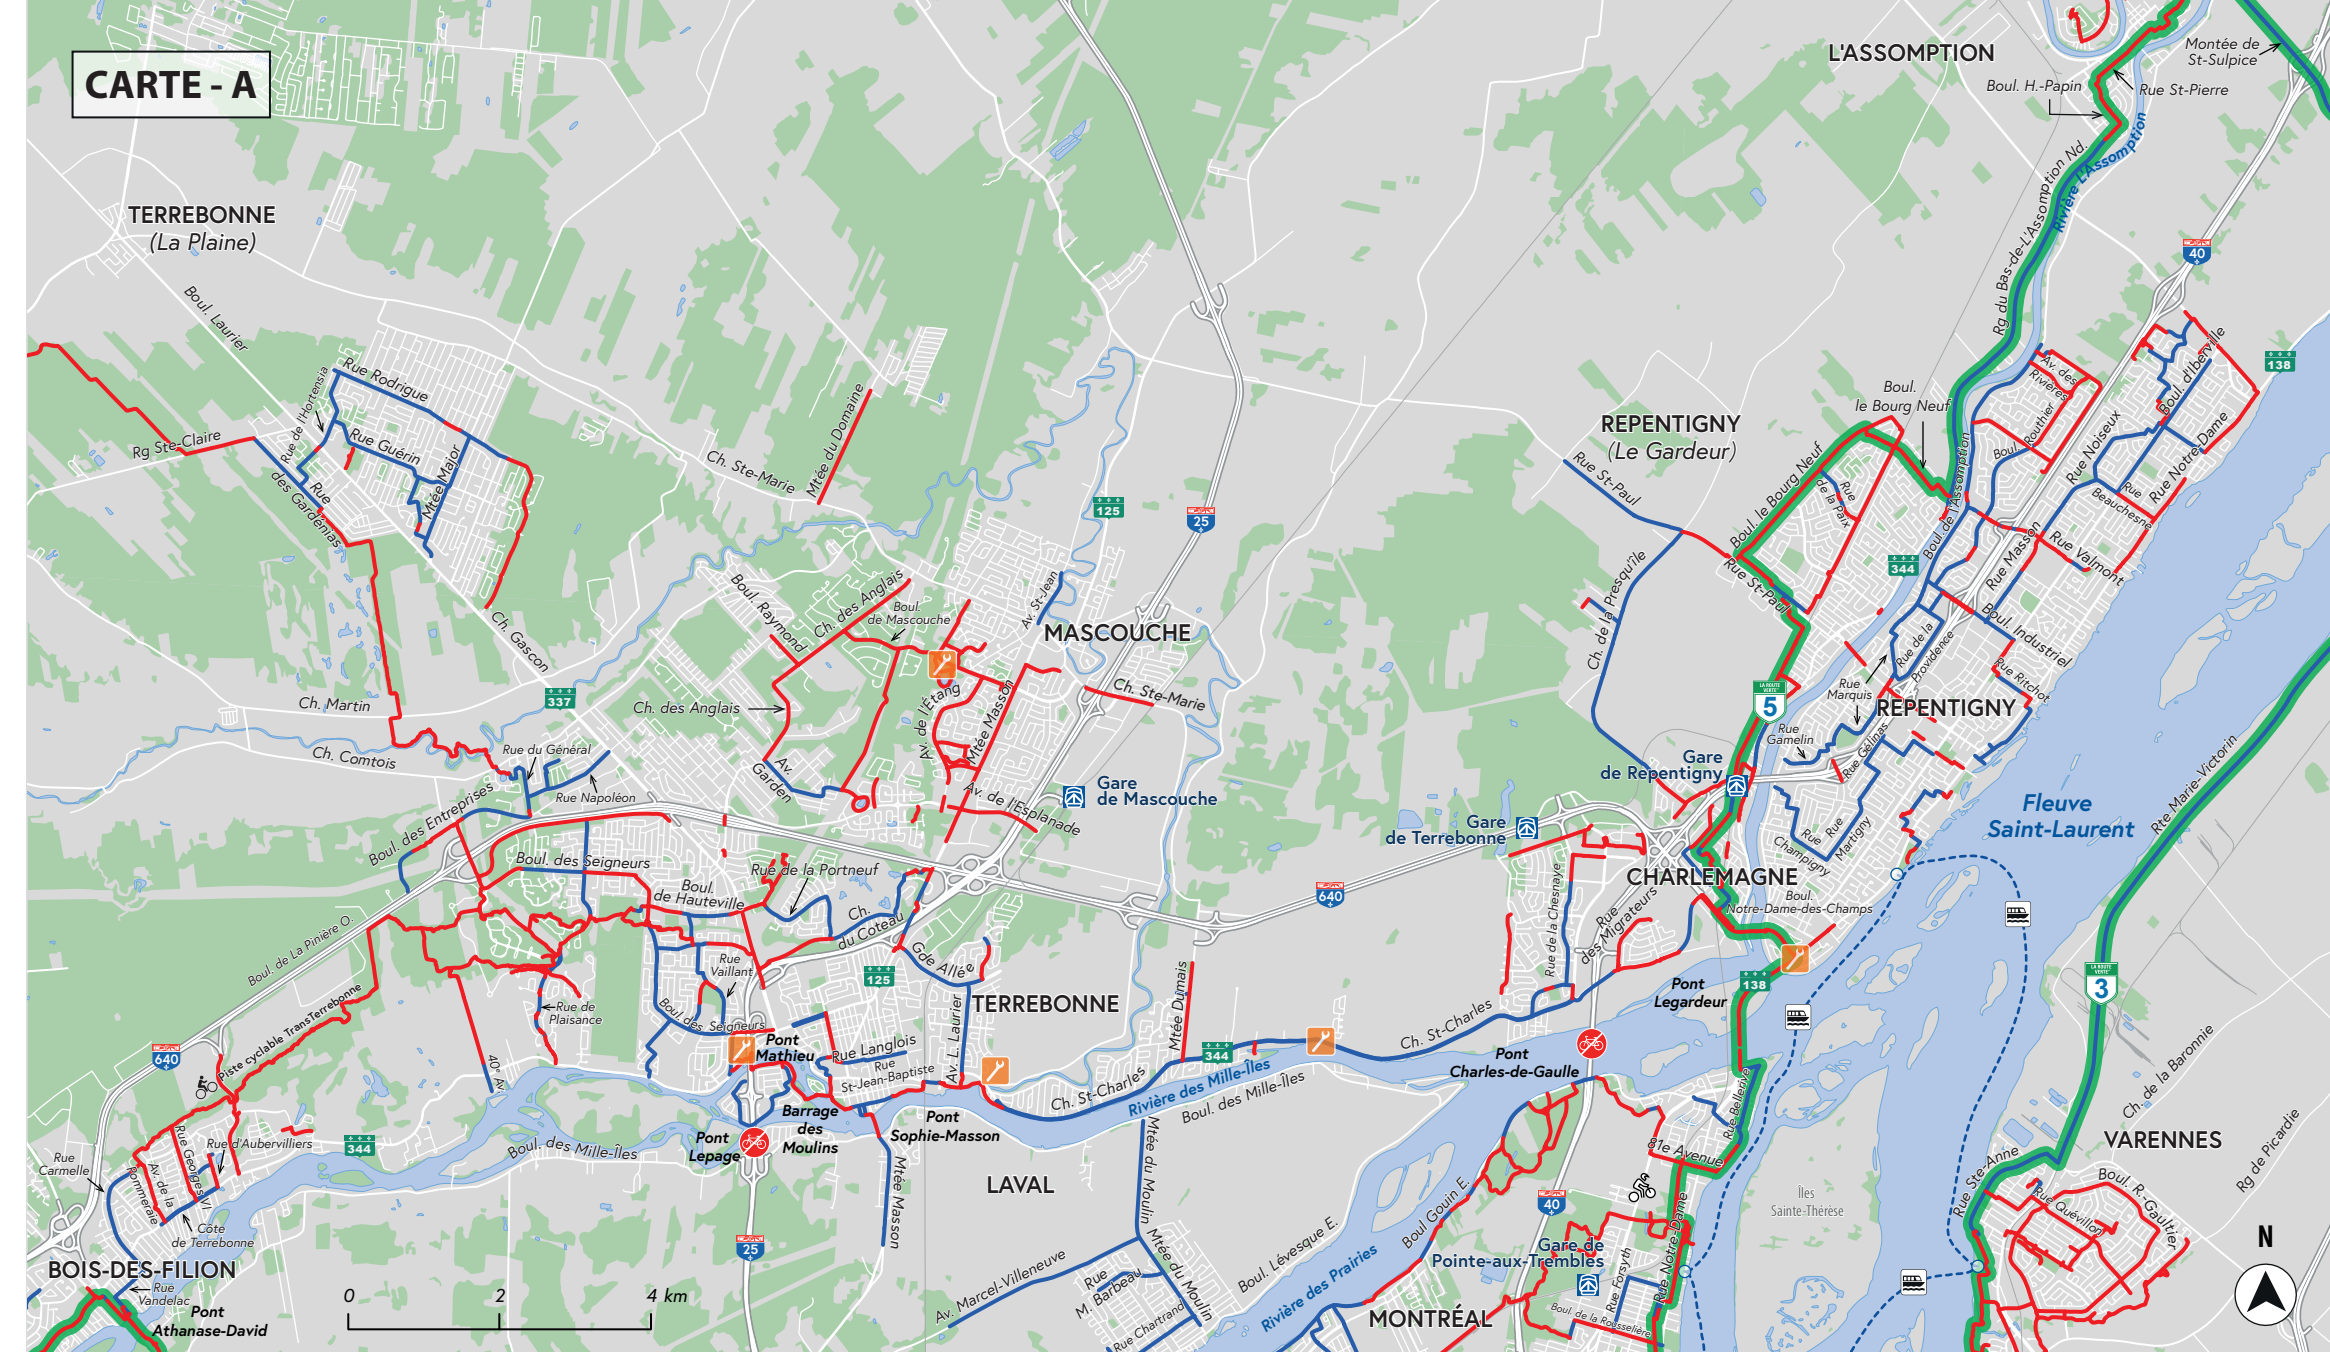 CARTE - A
L'ASSOMPTION
Montée de
St-Sulpice
Boul. H.-Papin
Rue St-Pierre
Rg du Bas-de-L'Assomption Nd.
Rivière L'Assomption
40
TERREBONNE
(La Plaine)
Boul. Laurier
138
Boul. d'Iberville
Av. des
Rivières
Boul.
le Bourg Neuf
Rue Rodrigue
Rue de l'Hortensia
Rue Guérin
Mtée Major
Rg Ste-Claire
Rue
des Gardénias
Mtée du Domaine
Ch. Ste-Marie
125
25
REPENTIGNY
(Le Gardeur)
Rue St-Paul
Boul. le Bourg Neuf
Rue
de la Paix
Boul. de l'Assomption
Boul. Routhier
Rue Noiseux
Rue Notre-Dame
Rue
Beauchesne
344
Rue Masson
Rue Valmont
Rue St-Paul
Ch. de la Presqu'île
Boul. Raymond
Ch. des Anglais
Boul.
de Mascouche
Av. St-Jean
MASCOUCHE
Boul. Industriel
Rue de la
Providence
Rue Ritchot
Ch. Gascon
337
Ch. Martin
Ch. des Anglais
Av. de l'Étang
Mtée Masson
Ch. Ste-Marie
LA ROUTE
VERTE
5
Rue
Marquis
REPENTIGNY
Rue
Gamelin
Rue Gélinas
Ch. Comtois
Rue du Général
Rue Napoléon
Av.
Garden
Av. de l'Esplanade
Gare
de Mascouche
Gare
de Repentigny
Gare
de Terrebonne
Fleuve
Saint-Laurent
Rte Marie-Victorin
Boul. des Entreprises
Boul. des Seigneurs
Rue de la Portneuf
Boul.
de Hauteville
Ch.
du Coteau
640
CHARLEMAGNE
Rue
Champigny
Rue
Martigny
Boul.
Notre-Dame-des-Champs
Rue de la Chesnaye
Rue
des Migrateurs
Boul. de La Pinière O.
Rue
Vaillant
Gde Allée
125
TERREBONNE
Mtée Dumais
Pont
Legardeur
138
LA ROUTE
VERTE
3
Piste cyclable TransTerrebonne
Rue de
Plaisance
Boul. des Seigneurs
Pont
Mathieu
Rue Langlois
Rue
St-Jean-Baptiste
Av. L. Laurier
344
Ch. St-Charles
Pont
Charles-de-Gaulle
640
40e Av.
Ch. St-Charles
Rivière des Mille-Îles
Boul. des Mille-Îles
Rue Bellerive
Ch. de la Baronnie
Barrage
des
Moulins
Pont
Sophie-Masson
Pont
Lepage
81e Avenue
VARENNES
Rg de Picardie
Rue
Carmelle
Rue Georges VI
Rue d'Aubervilliers
344
Av. de la
Pommeraie
Boul. des Mille-Îles
Mtée Masson
LAVAL
Mtée du Moulin
Boul Gouin E.
40
Îles
Sainte-Thérèse
Rue Ste-Anne
Rue
Quévillon
Boul. R.-Gaultier
Côte
de Terrebonne
25
Av. Marcel-Villeneuve
Rue
M. Barbeau
Rue Chartrand
Mtée du Moulin
Boul. Lévesque E.
Rivière des Prairies
Gare de
Pointe-aux-Trembles
Rue Forsyth
Rue Notre-Dame
Boul. de la Rousselière
MONTRÉAL
N
BOIS-DES-FILION
Rue
Vandelac
Pont
Athanase-David
0 2 4 km